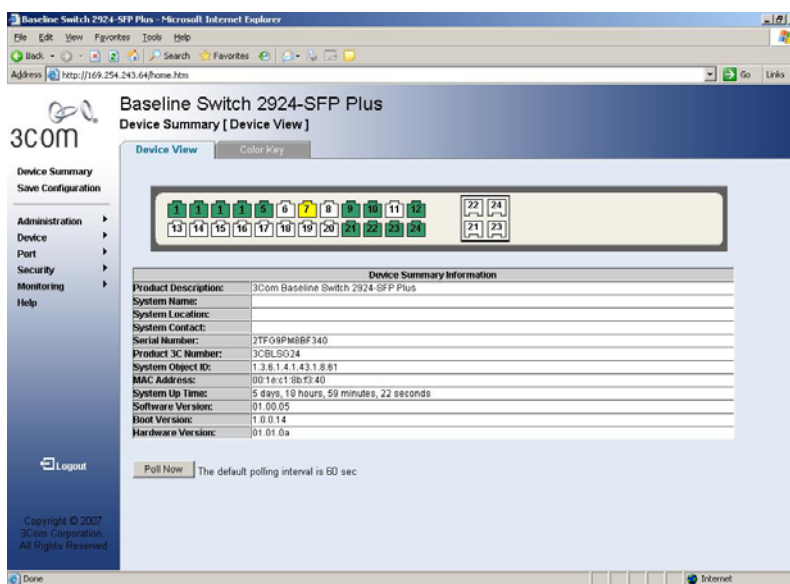 Baseline Switch 2924-SFP Plus - Microsoft Internet Explorer
File Edit View Favorites Tools Help
Back Search Favorites
Address http://169.254.243.64/home.htm Go Links
3COM
Baseline Switch 2924-SFP Plus
Device Summary [ Device View ]
Device View Color Key
Device Summary
Save Configuration
Administration
Device
Port
Security
Monitoring
Help
1 1 1 1 5 6 7 8 9 10 11 12 22 24
13 14 15 16 17 18 19 20 21 22 23 24 21 23
Device Summary Information
Product Description: 3Com Baseline Switch 2924-SFP Plus
System Name:
System Location:
System Contact:
Serial Number: 2TFG9PM8BF340
Product 3C Number: 3CBLSG24
System Object ID: 1.3.6.1.4.1.43.1.8.61
MAC Address: 00:1e:c1:8b:f3:40
System Up Time: 5 days, 18 hours, 59 minutes, 22 seconds
Software Version: 01.00.05
Boot Version: 1.0.0.14
Hardware Version: 01.01.0a
Poll Now The default polling interval is 60 sec
Logout
Copyright © 2007
3Com Corporation.
All Rights Reserved
Done Internet